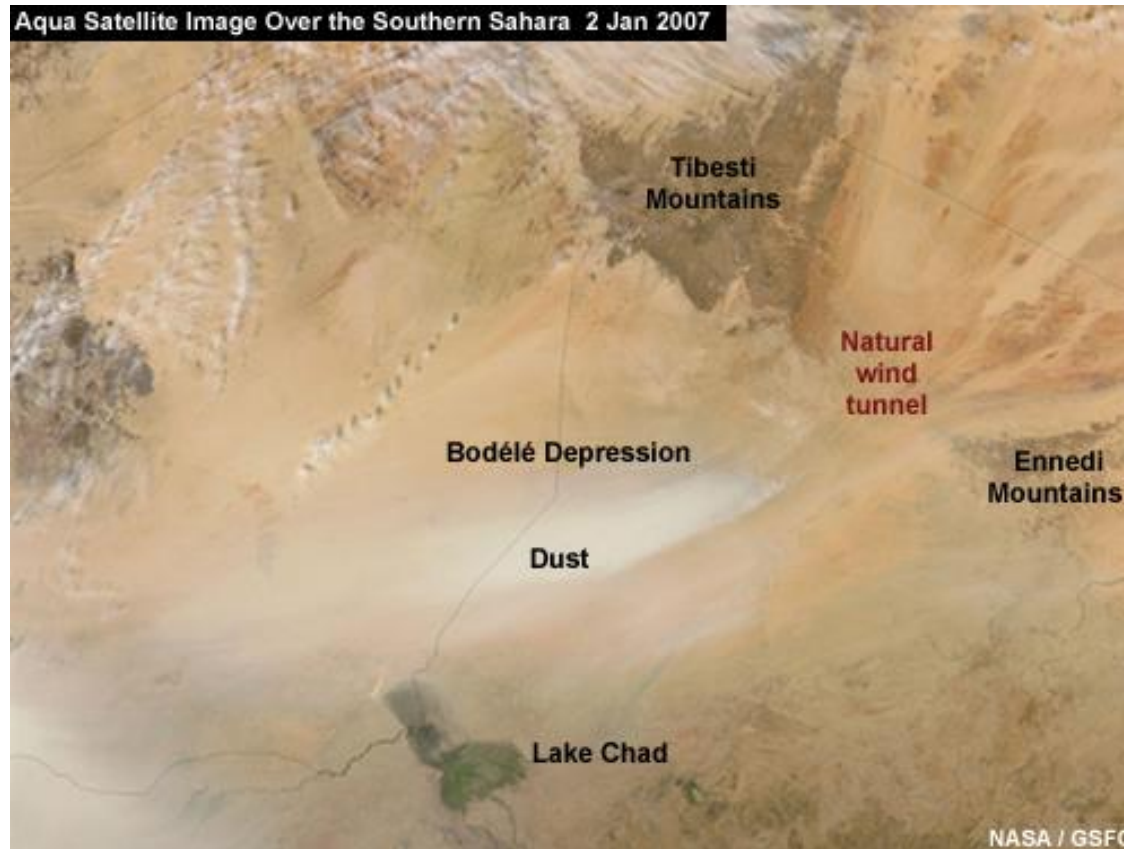 Aqua Satellite Image Over the Southern Sahara 2 Jan 2007
Tibesti
Mountains
Natural
wind
tunnel
Bodélé Depression
Ennedi
Mountains
Dust
Lake Chad
NASA / GSFC